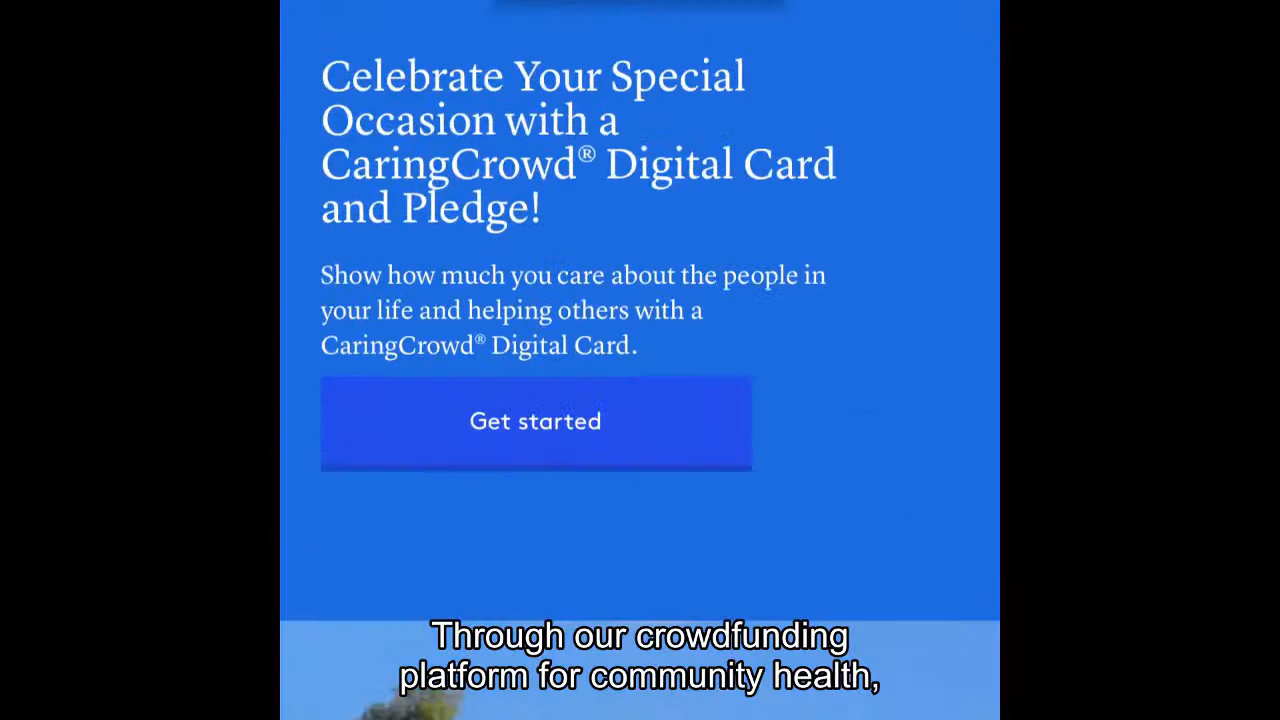 Celebrate Your Special
Occasion with a
CaringCrowd® Digital Card
and Pledge!
Show how much you care about the people in
your life and helping others with a
CaringCrowd® Digital Card.
Get started
Through our crowdfunding
platform for community health,